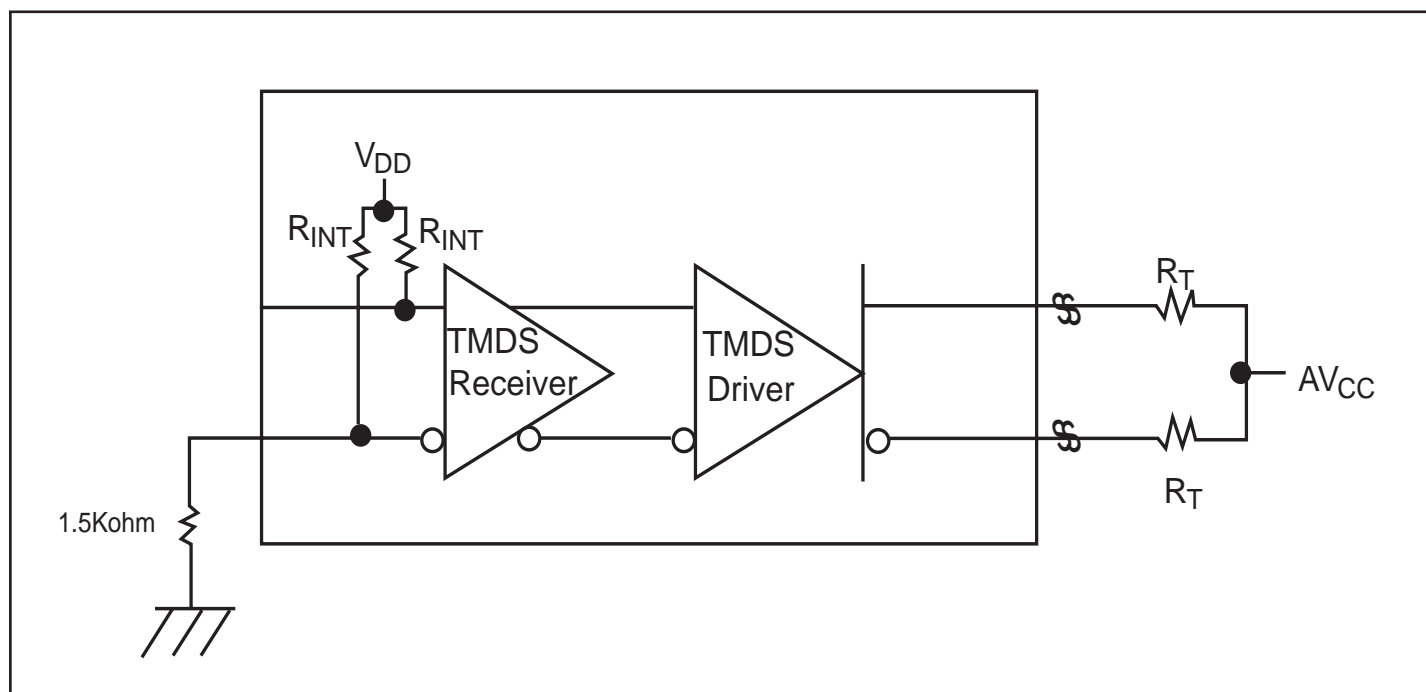 VDD
RINT
RINT
TMDS
Receiver
TMDS
Driver
RT
AVCC
RT
1.5Kohm